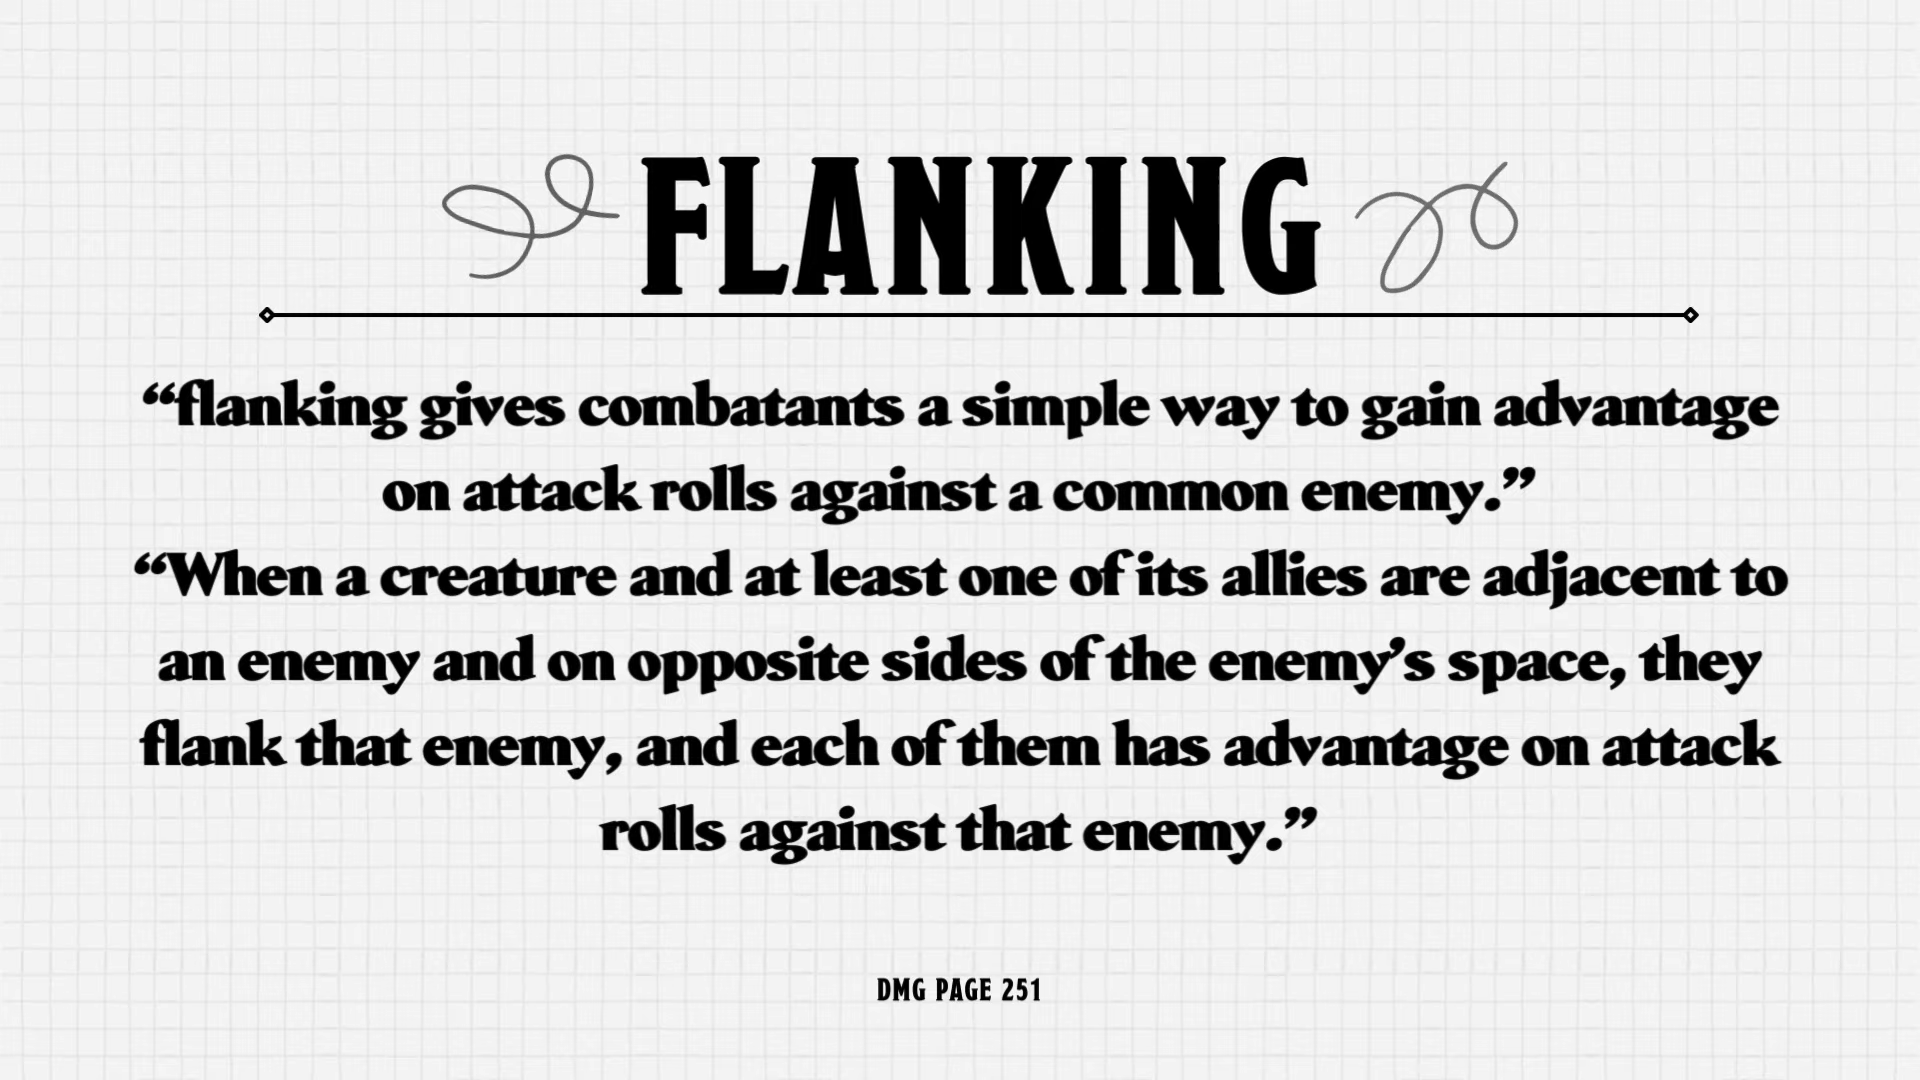 FLANKING
“flanking gives combatants a simple way to gain advantage
on attack rolls against a common enemy.”
“When a creature and at least one of its allies are adjacent to
an enemy and on opposite sides of the enemy’s space, they
flank that enemy, and each of them has advantage on attack
rolls against that enemy.”
DMG PAGE 251